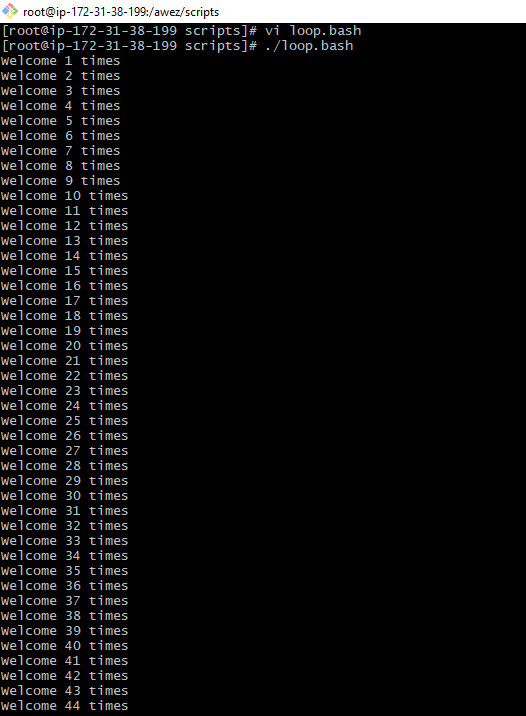 root@ip-172-31-38-199:/awez/scripts
[root@ip-172-31-38-199 scripts]# vi loop.bash
[root@ip-172-31-38-199 scripts]# ./loop.bash
Welcome 1 times
Welcome 2 times
Welcome 3 times
Welcome 4 times
Welcome 5 times
Welcome 6 times
Welcome 7 times
Welcome 8 times
Welcome 9 times
Welcome 10 times
Welcome 11 times
Welcome 12 times
Welcome 13 times
Welcome 14 times
Welcome 15 times
Welcome 16 times
Welcome 17 times
Welcome 18 times
Welcome 19 times
Welcome 20 times
Welcome 21 times
Welcome 22 times
Welcome 23 times
Welcome 24 times
Welcome 25 times
Welcome 26 times
Welcome 27 times
Welcome 28 times
Welcome 29 times
Welcome 30 times
Welcome 31 times
Welcome 32 times
Welcome 33 times
Welcome 34 times
Welcome 35 times
Welcome 36 times
Welcome 37 times
Welcome 38 times
Welcome 39 times
Welcome 40 times
Welcome 41 times
Welcome 42 times
Welcome 43 times
Welcome 44 times